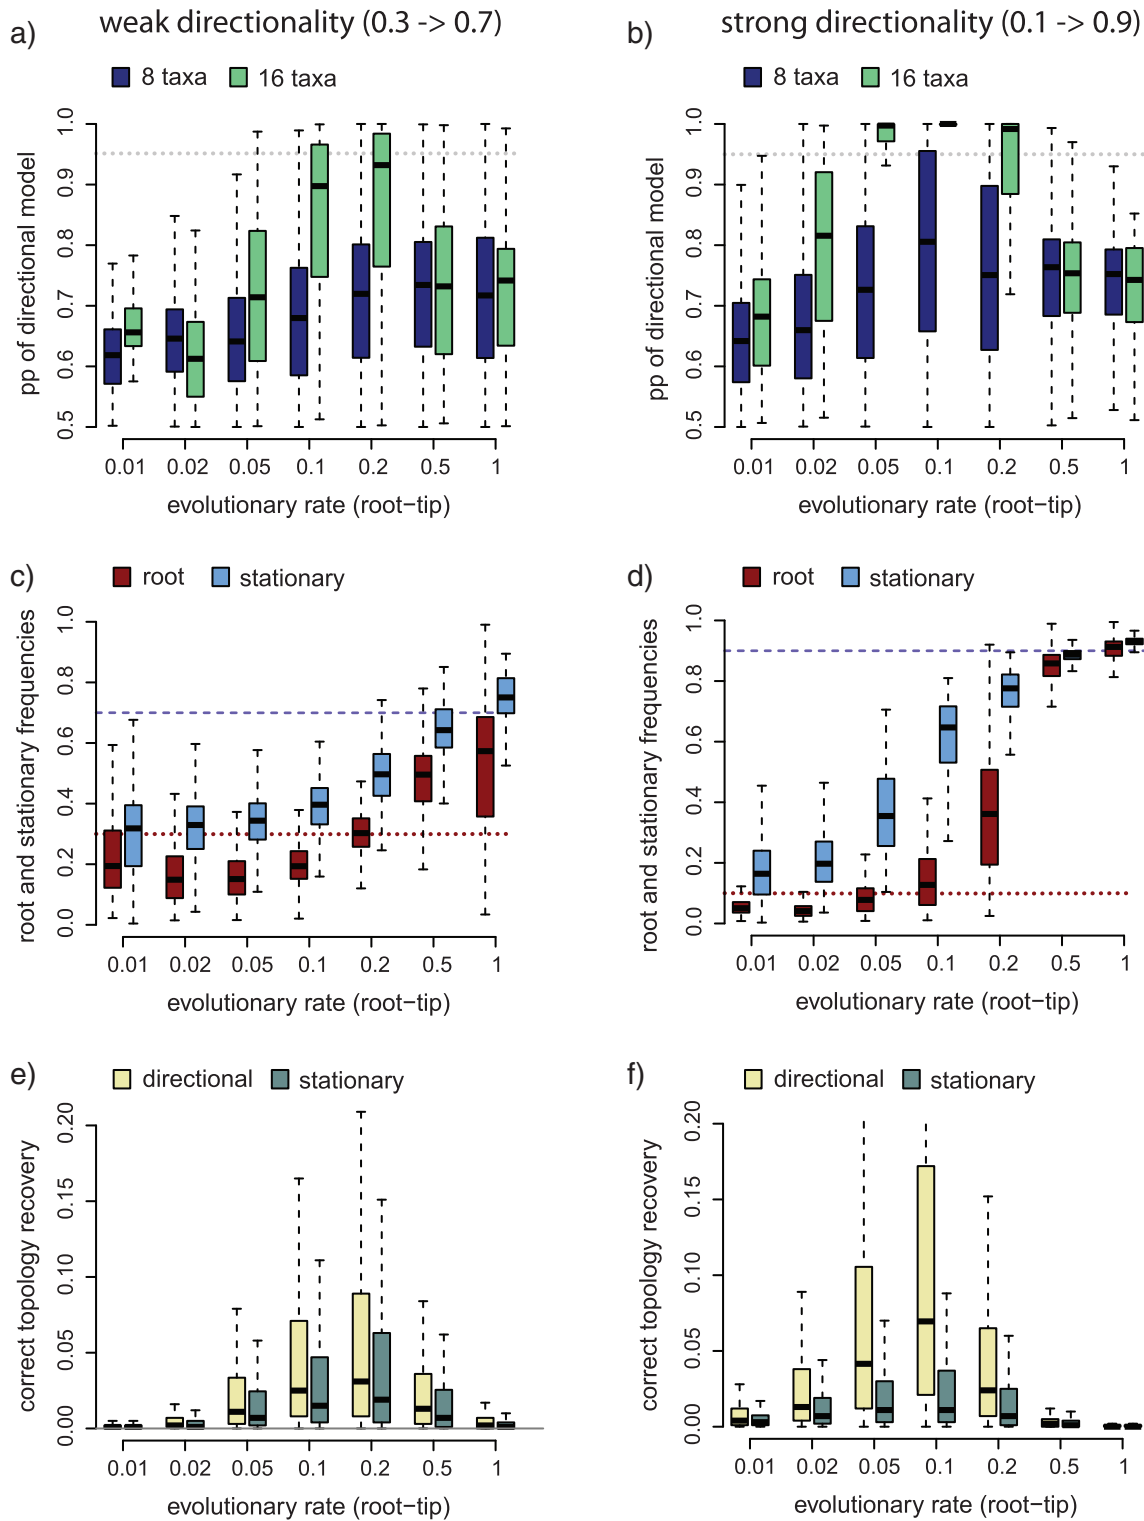 weak directionality (0.3 -> 0.7)
strong directionality (0.1 -> 0.9)
a)
8 taxa 16 taxa
pp of directional model
1.0
0.9
0.8
0.7
0.6
0.5
0.01 0.02 0.05 0.1 0.2 0.5 1
evolutionary rate (root−tip)
b)
8 taxa 16 taxa
pp of directional model
1.0
0.9
0.8
0.7
0.6
0.5
0.01 0.02 0.05 0.1 0.2 0.5 1
evolutionary rate (root−tip)
c)
root stationary
root and stationary frequencies
1.0
0.8
0.6
0.4
0.2
0.0
0.01 0.02 0.05 0.1 0.2 0.5 1
evolutionary rate (root−tip)
d)
root stationary
root and stationary frequencies
1.0
0.8
0.6
0.4
0.2
0.0
0.01 0.02 0.05 0.1 0.2 0.5 1
evolutionary rate (root−tip)
e)
directional stationary
correct topology recovery
0.20
0.15
0.10
0.05
0.00
0.01 0.02 0.05 0.1 0.2 0.5 1
evolutionary rate (root−tip)
f)
directional stationary
correct topology recovery
0.20
0.15
0.10
0.05
0.00
0.01 0.02 0.05 0.1 0.2 0.5 1
evolutionary rate (root−tip)